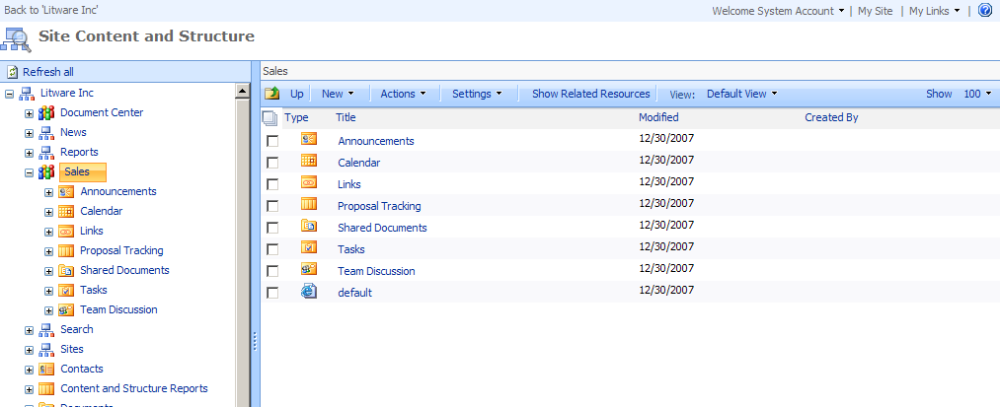 Back to 'Litware Inc'
Welcome System Account | My Site | My Links |
Site Content and Structure
Refresh all
Litware Inc
Document Center
News
Reports
Sales
Announcements
Calendar
Links
Proposal Tracking
Shared Documents
Tasks
Team Discussion
Search
Sites
Contacts
Content and Structure Reports
Documents
Sales
Up New Actions Settings Show Related Resources View: Default View Show 100
Type Title Modified Created By
Announcements 12/30/2007
Calendar 12/30/2007
Links 12/30/2007
Proposal Tracking 12/30/2007
Shared Documents 12/30/2007
Tasks 12/30/2007
Team Discussion 12/30/2007
default 12/30/2007